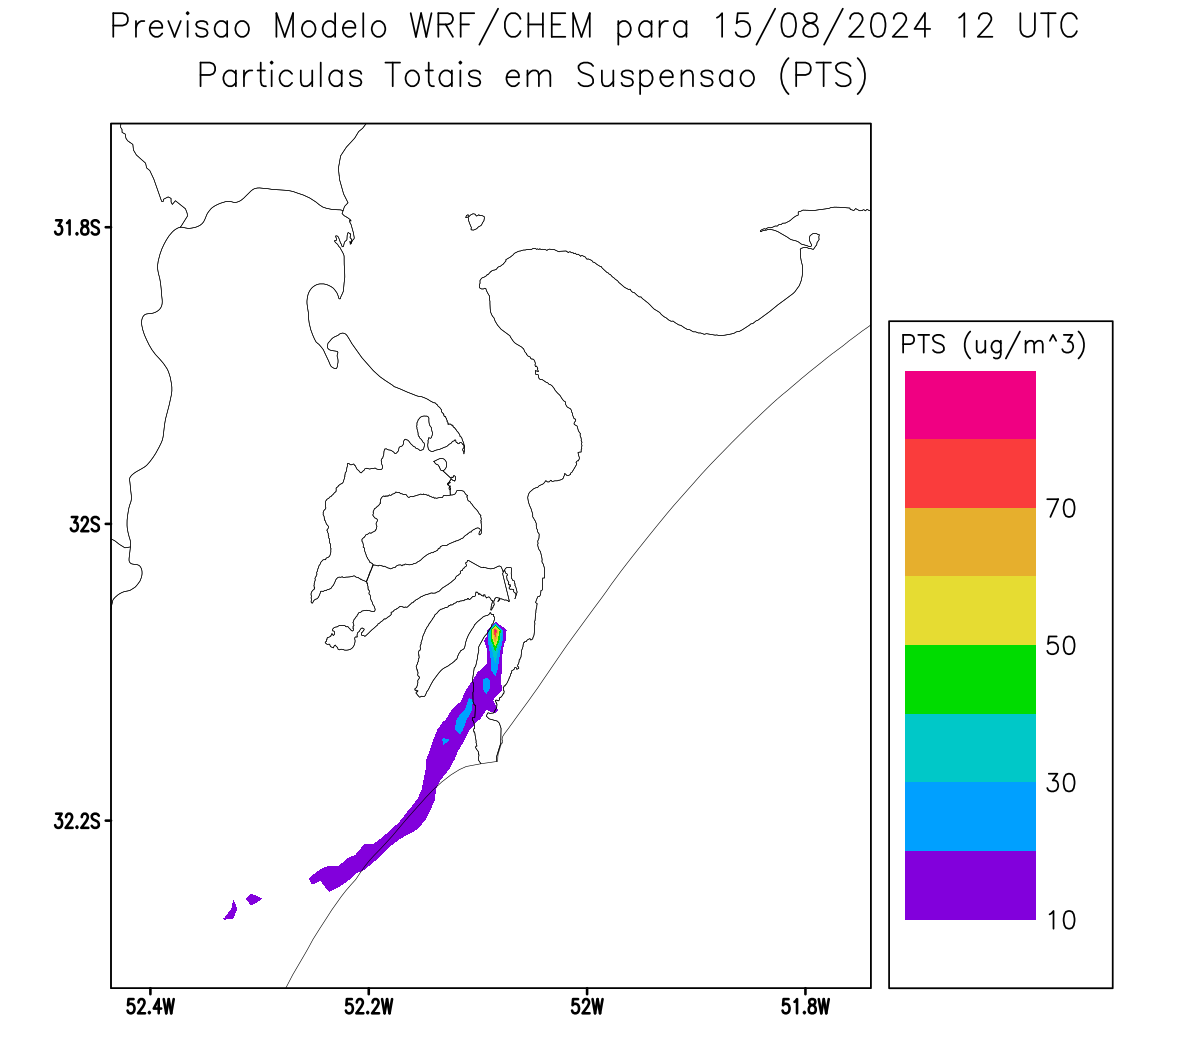 Previsao Modelo WRF/CHEM para 15/08/2024 12 UTC
Particulas Totais em Suspensao (PTS)
31.8S
32S
32.2S
52.4W
52.2W
52W
51.8W
PTS (ug/m^3)
70
50
30
10